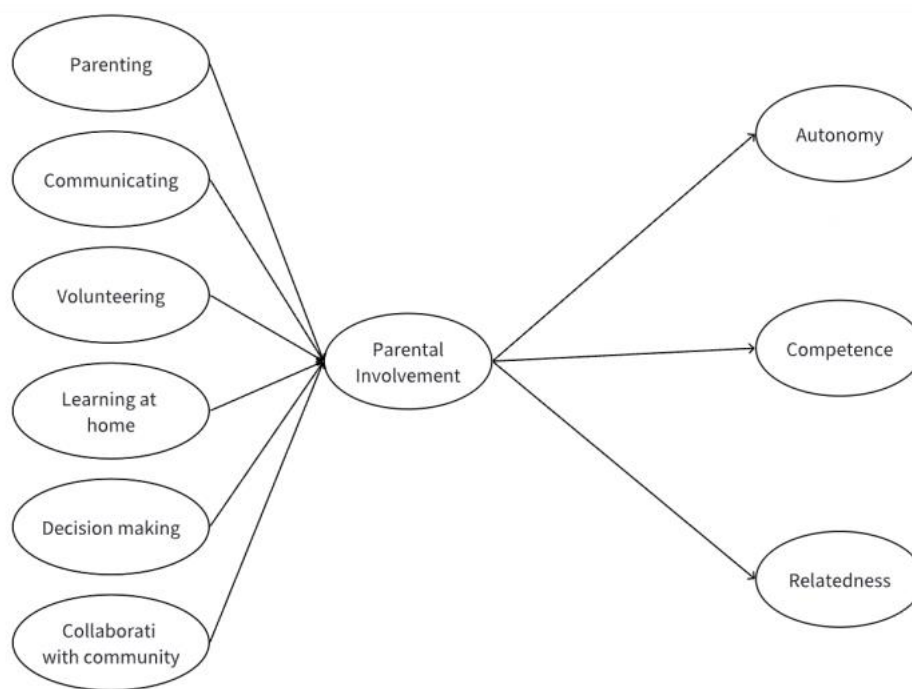 Parenting
Communicating
Volunteering
Learning at
home
Decision making
Collaborati
with community
Parental
Involvement
Autonomy
Competence
Relatedness